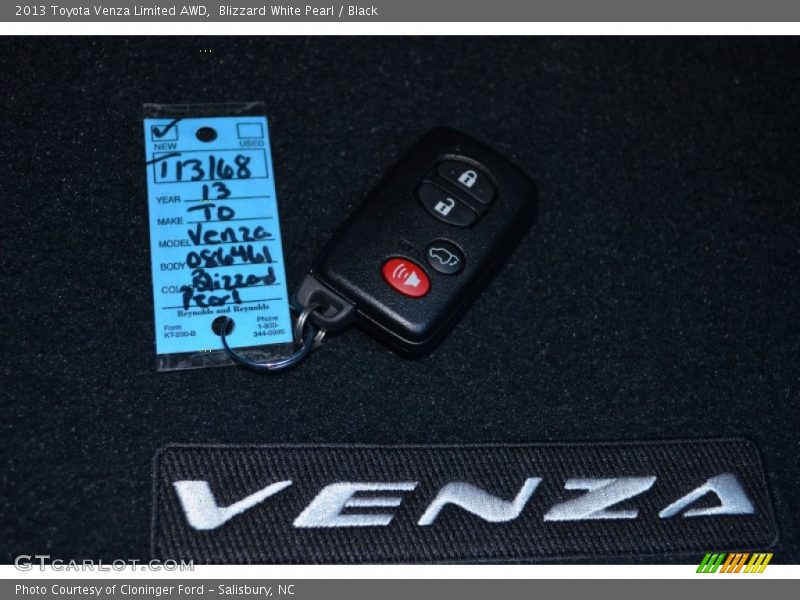 2013 Toyota Venza Limited AWD, Blizzard White Pearl / Black
NEW USED
T13168
YEAR 13
MAKE TO
MODEL Venza
BODY 086461
COLOR Blizzard
Pearl
Reynolds and Reynolds
Form Phone
KT-200-B 1-800-
344-0996
VENZA
GTCARLOT.COM
Photo Courtesy of Cloninger Ford – Salisbury, NC